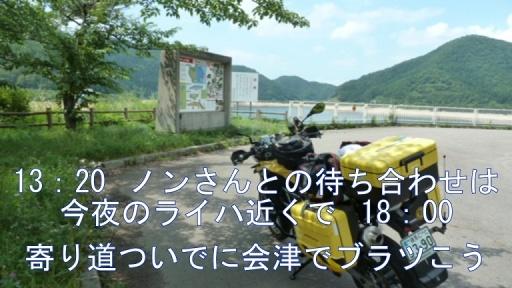 13：20　ノンさんとの待ち合わせは
今夜のライハ近くで　18：00
寄り道ついでに会津でブラツこう